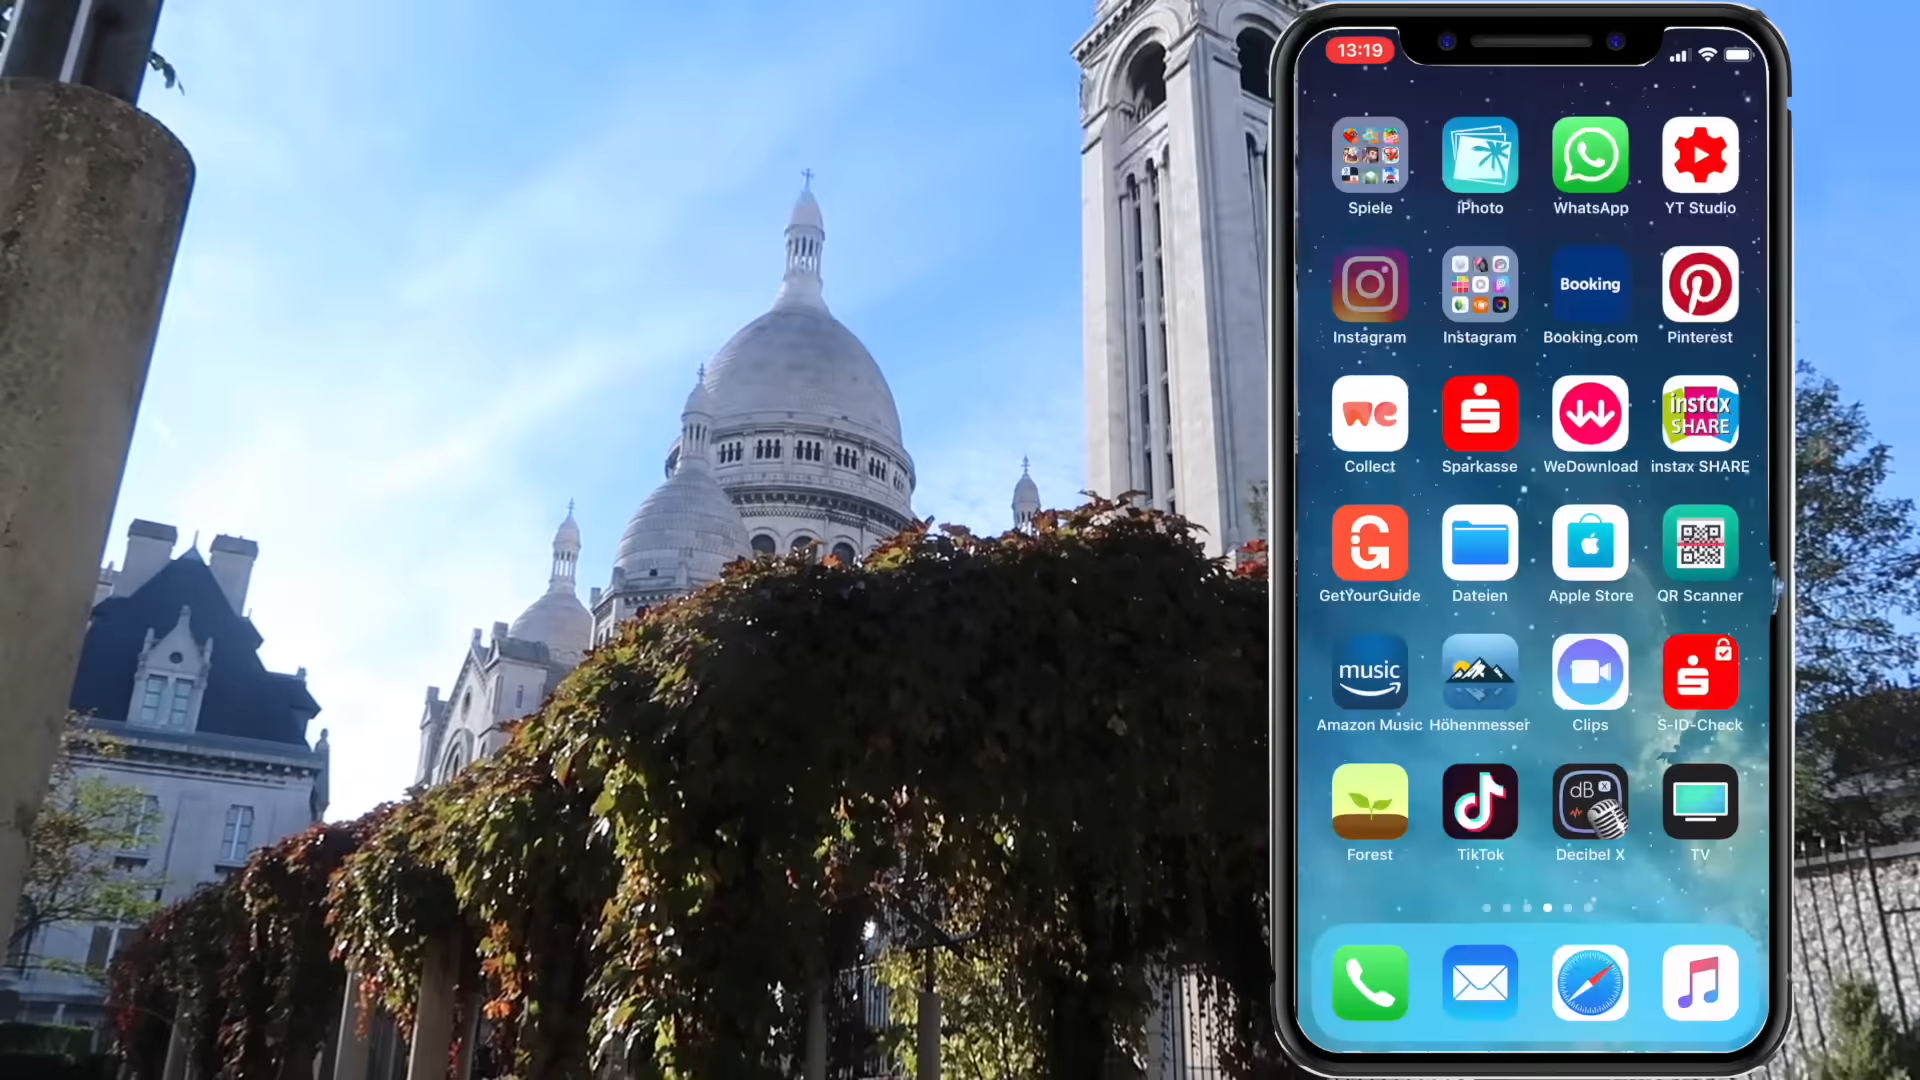 13:19
Spiele
iPhoto
WhatsApp
YT Studio
Booking
Instagram
Instagram
Booking.com
Pinterest
we
instax
SHARE
Collect
Sparkasse
WeDownload
instax SHARE
G
GetYourGuide
Dateien
Apple Store
QR Scanner
music
Amazon Music
Höhenmesser
Clips
S-ID-Check
dB X
Forest
TikTok
Decibel X
TV